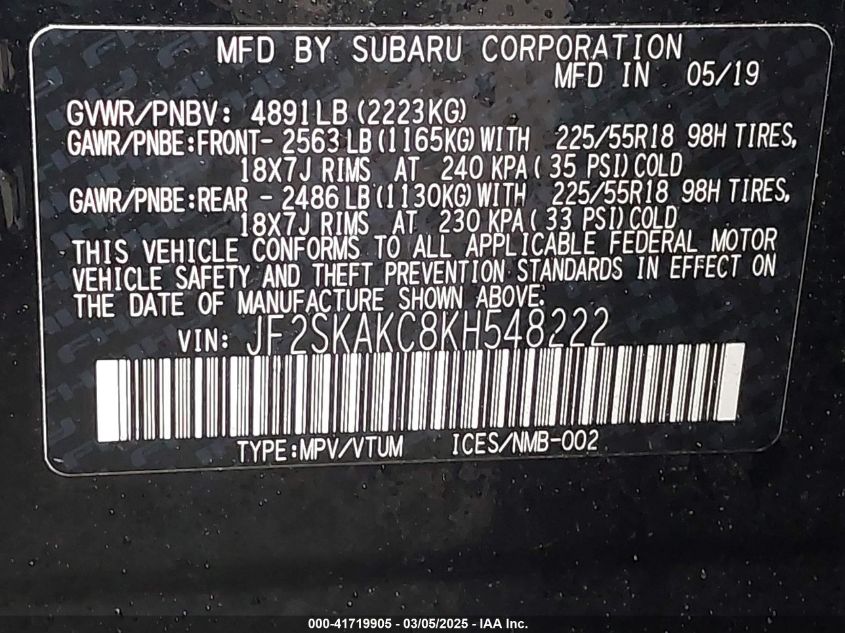 MFD BY SUBARU CORPORATION
MFD IN 05/19
GVWR/PNBV: 4891LB (2223KG)
GAWR/PNBE:FRONT- 2563 LB(1165KG)WITH 225/55R18 98H TIRES,
18X7J RIMS AT 240 KPA( 35 PSI)COLD
GAWR/PNBE:REAR - 2486 LB(1130KG)WITH 225/55R18 98H TIRES,
18X7J RIMS AT 230 KPA( 33 PSI)COLD
THIS VEHICLE CONFORMS TO ALL APPLICABLE FEDERAL MOTOR
VEHICLE SAFETY AND THEFT PREVENTION STANDARDS IN EFFECT ON
THE DATE OF MANUFACTURE SHOWN ABOVE.
VIN: JF2SKAKC8KH548222
TYPE:MPV/VTUM ICES/NMB-002
000-41719905 - 03/05/2025 - IAA Inc.